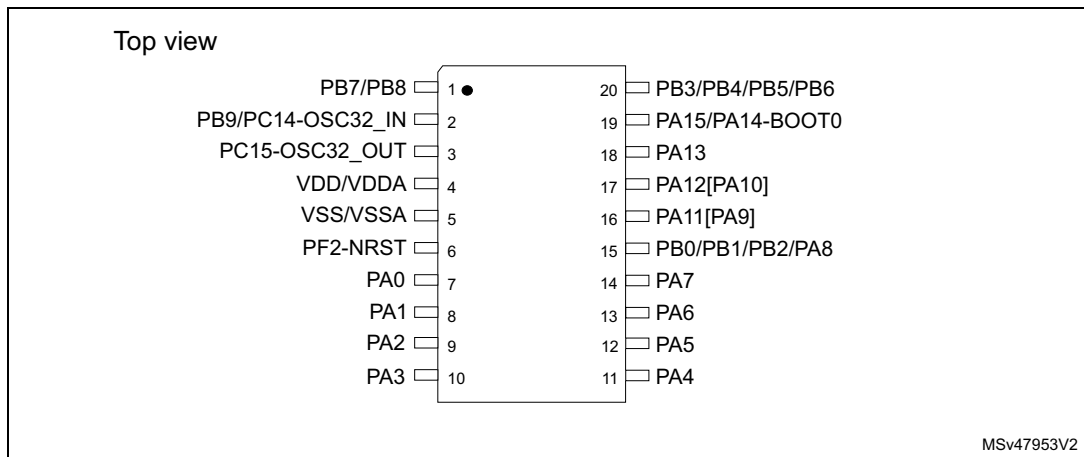 Top view
PB7/PB8 1 20 PB3/PB4/PB5/PB6
PB9/PC14-OSC32_IN 2 19 PA15/PA14-BOOT0
PC15-OSC32_OUT 3 18 PA13
VDD/VDDA 4 17 PA12[PA10]
VSS/VSSA 5 16 PA11[PA9]
PF2-NRST 6 15 PB0/PB1/PB2/PA8
PA0 7 14 PA7
PA1 8 13 PA6
PA2 9 12 PA5
PA3 10 11 PA4
MSv47953V2